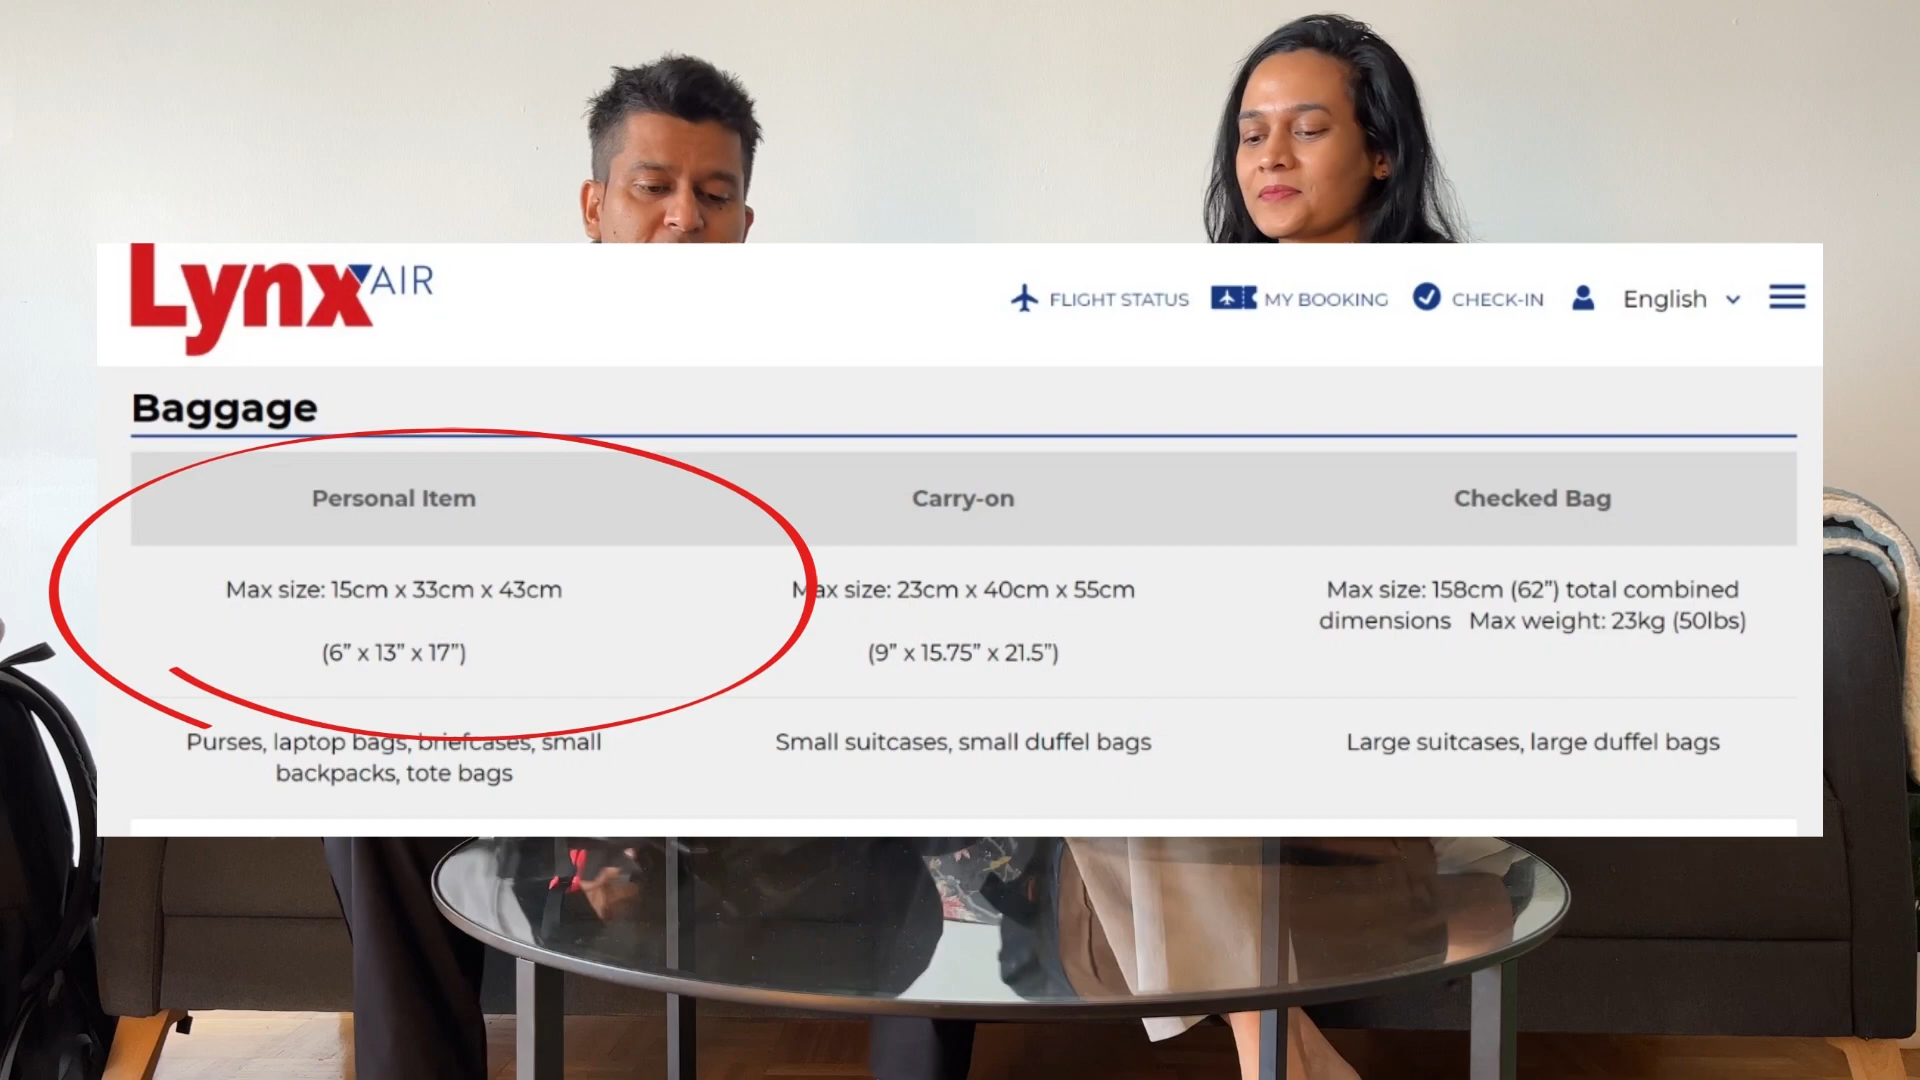 Lynx AIR
FLIGHT STATUS MY BOOKING CHECK-IN English
Baggage
Personal Item Carry-on Checked Bag
Max size: 15cm x 33cm x 43cm
(6” x 13” x 17”)
Max size: 23cm x 40cm x 55cm
(9” x 15.75” x 21.5”)
Max size: 158cm (62”) total combined
dimensions Max weight: 23kg (50lbs)
Purses, laptop bags, briefcases, small
backpacks, tote bags
Small suitcases, small duffel bags
Large suitcases, large duffel bags